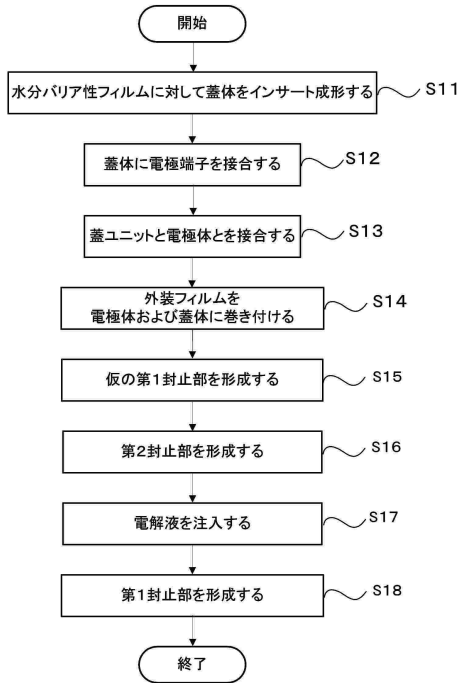 開始
水分バリア性フィルムに対して蓋体をインサート成形する
S11
蓋体に電極端子を接合する
S12
蓋ユニットと電極体とを接合する
S13
外装フィルムを
電極体および蓋体に巻き付ける
S14
仮の第1封止部を形成する
S15
第2封止部を形成する
S16
電解液を注入する
S17
第1封止部を形成する
S18
終了